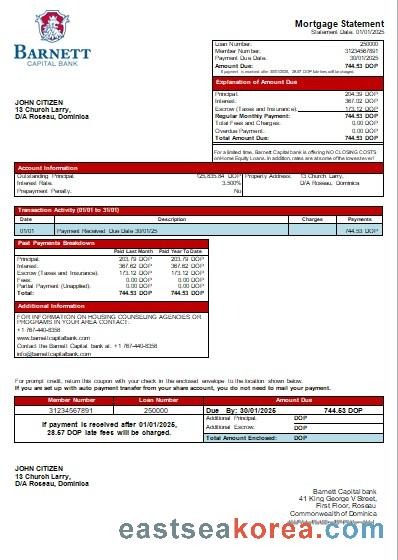 BARNETT
CAPITAL BANK
Mortgage Statement
Statement Date: 01/01/2025
Loan Number: 250000
Member Number: 31234567891
Payment Due Date: 30/01/2025
Amount Due: 744.53 DOP
If payment is received after 30/01/2025, 28.57 DOP late fee will be charged.
Explanation of Amount Due
Principal: 204.39 DOP
Interest: 367.02 DOP
Escrow (Taxes and Insurance): 173.12 DOP
Regular Monthly Payment: 744.53 DOP
Total Fees and Charges: 0.00 DOP
Overdue Payment: 0.00 DOP
Total Amount Due: 744.53 DOP
For a limited time, Barnett Capital bank is offering NO CLOSING COSTS
on Home Equity Loans. In addition, rates are at some of the lowest ever!
JOHN CITIZEN
13 Church Larry,
D/A Roseau, Dominioa
Account Information
Outstanding Principal: 125,835.84 DOP
Interest Rate: 3.500%
Prepayment Penalty: No
Property Address: 13 Church Larry,
D/A Roseau, Dominica
Transaction Activity (01/01 to 31/01)
Date Description Charges Payments
01/01 Payment Received Due Date 30/01/25 744.53 DOP
Past Payments Breakdown
Paid Last Month Paid Year To Date
Principal: 203.79 DOP 203.79 DOP
Interest: 367.62 DOP 367.62 DOP
Escrow (Taxes and Insurance): 173.12 DOP 173.12 DOP
Fees: 0.00 DOP 0.00 DOP
Partial Payment (Unapplied): 0.00 DOP 0.00 DOP
Total: 744.53 DOP 744.53 DOP
Additional Information
FOR INFORMATION ON HOUSING COUNSELING AGENCIES OR
PROGRAMS IN YOUR AREA CONTACT:
+1 767-440-8358
www.barnettcapitalbank.com
Contact the Barnett Capital bank at: +1 767-440-8358
info@barnettcapitalbank.com
For prompt credit, return this coupon with your check in the enclosed envelope to the location shown below.
If you are set up with auto payment transfer from your share account, you do not need to mail your payment.
Member Number Loan Number Amount Due
31234567891 250000 Due By: 30/01/2025 744.53 DOP
If payment is received after 01/01/2025,
28.57 DOP late fees will be charged.
Additional Principal: DOP
Additional Escrow: DOP
Total Amount Enclosed: DOP
JOHN CITIZEN
13 Church Larry,
D/A Roseau, Dominioa
Barnett Capital bank
41 King George V Street,
First Floor, Roseau
Commonwealth of Dominica
eastseakorea.com